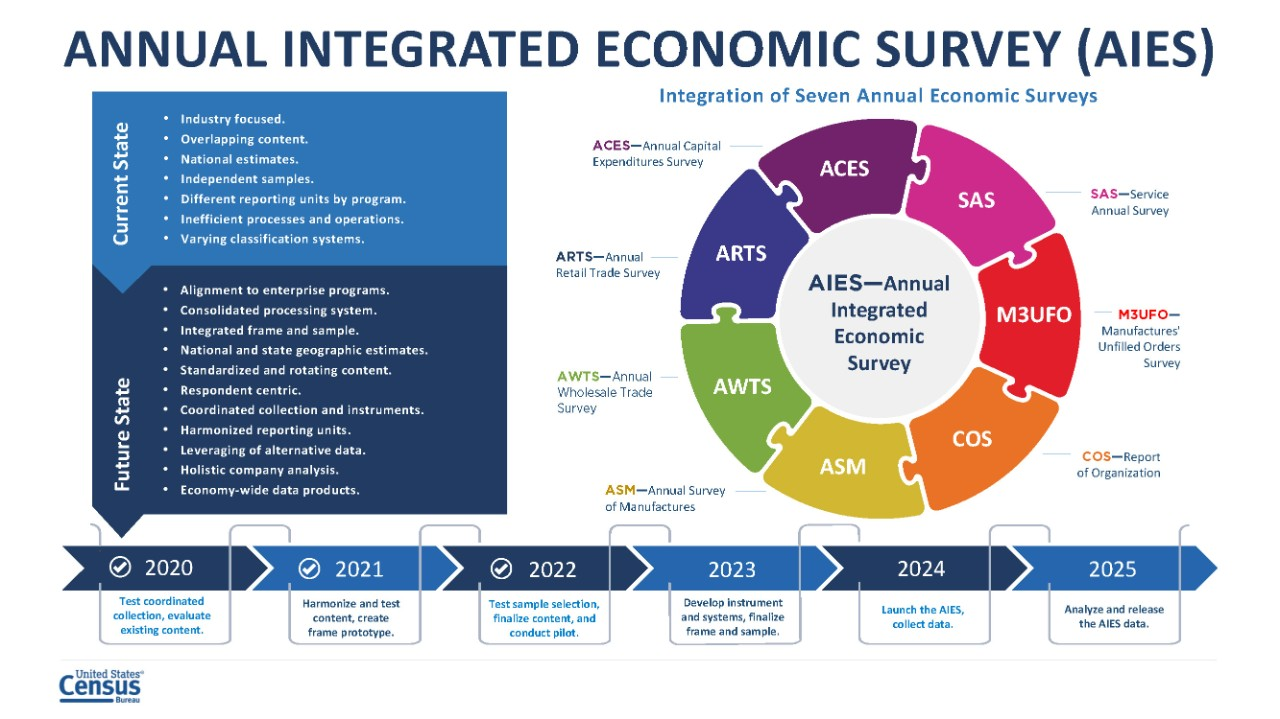 ANNUAL INTEGRATED ECONOMIC SURVEY (AIES)
Current State
• Industry focused.
• Overlapping content.
• National estimates.
• Independent samples.
• Different reporting units by program.
• Inefficient processes and operations.
• Varying classification systems.
Future State
• Alignment to enterprise programs.
• Consolidated processing system.
• Integrated frame and sample.
• National and state geographic estimates.
• Standardized and rotating content.
• Respondent centric.
• Coordinated collection and instruments.
• Harmonized reporting units.
• Leveraging of alternative data.
• Holistic company analysis.
• Economy-wide data products.
Integration of Seven Annual Economic Surveys
ACES—Annual Capital
Expenditures Survey
ARTS—Annual
Retail Trade Survey
AWTS—Annual
Wholesale Trade
Survey
ASM—Annual Survey
of Manufactures
ACES
SAS
M3UFO
COS
ASM
AWTS
ARTS
AIES—Annual
Integrated
Economic
Survey
SAS—Service
Annual Survey
M3UFO—
Manufactures'
Unfilled Orders
Survey
COS—Report
of Organization
2020
Test coordinated
collection, evaluate
existing content.
2021
Harmonize and test
content, create
frame prototype.
2022
Test sample selection,
finalize content, and
conduct pilot.
2023
Develop instrument
and systems, finalize
frame and sample.
2024
Launch the AIES,
collect data.
2025
Analyze and release
the AIES data.
United States®
Census
Bureau